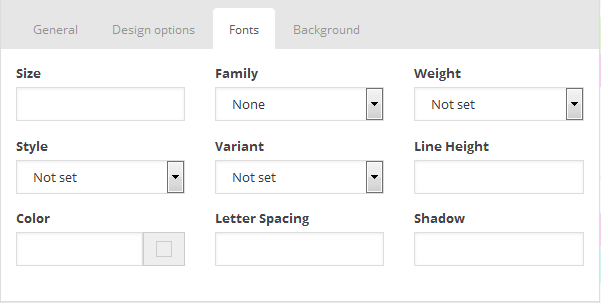 General Design options Fonts Background
Size Family Weight
None Not set
Style Variant Line Height
Not set Not set
Color Letter Spacing Shadow